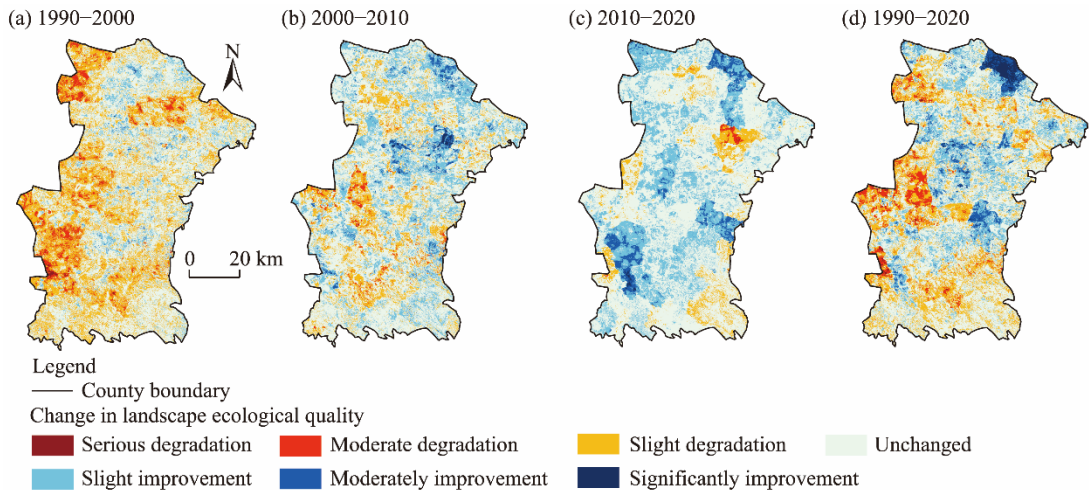 (a) 1990−2000
(b) 2000−2010
(c) 2010−2020
(d) 1990−2020
N
0 20 km
Legend
County boundary
Change in landscape ecological quality
Serious degradation
Moderate degradation
Slight degradation
Unchanged
Slight improvement
Moderately improvement
Significantly improvement